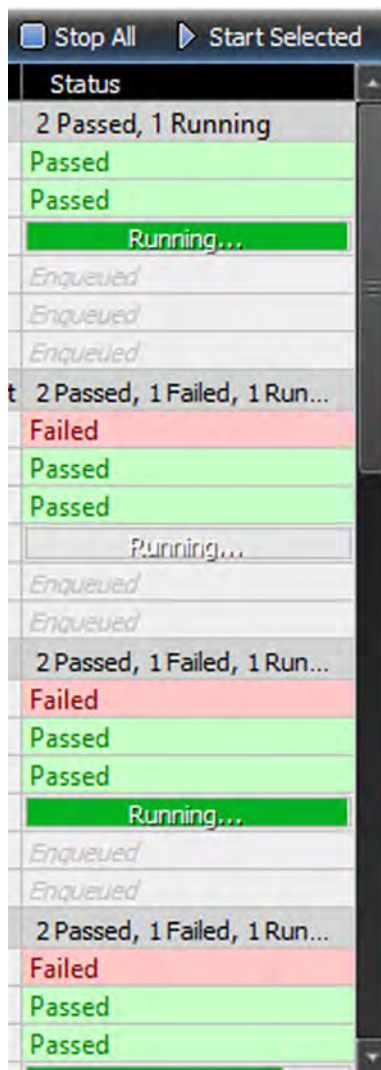 Stop All Start Selected
Status
2 Passed, 1 Running
Passed
Passed
Running...
Enqueued
Enqueued
Enqueued
t 2 Passed, 1 Failed, 1 Run...
Failed
Passed
Passed
Running...
Enqueued
Enqueued
2 Passed, 1 Failed, 1 Run...
Failed
Passed
Passed
Running...
Enqueued
Enqueued
2 Passed, 1 Failed, 1 Run...
Failed
Passed
Passed